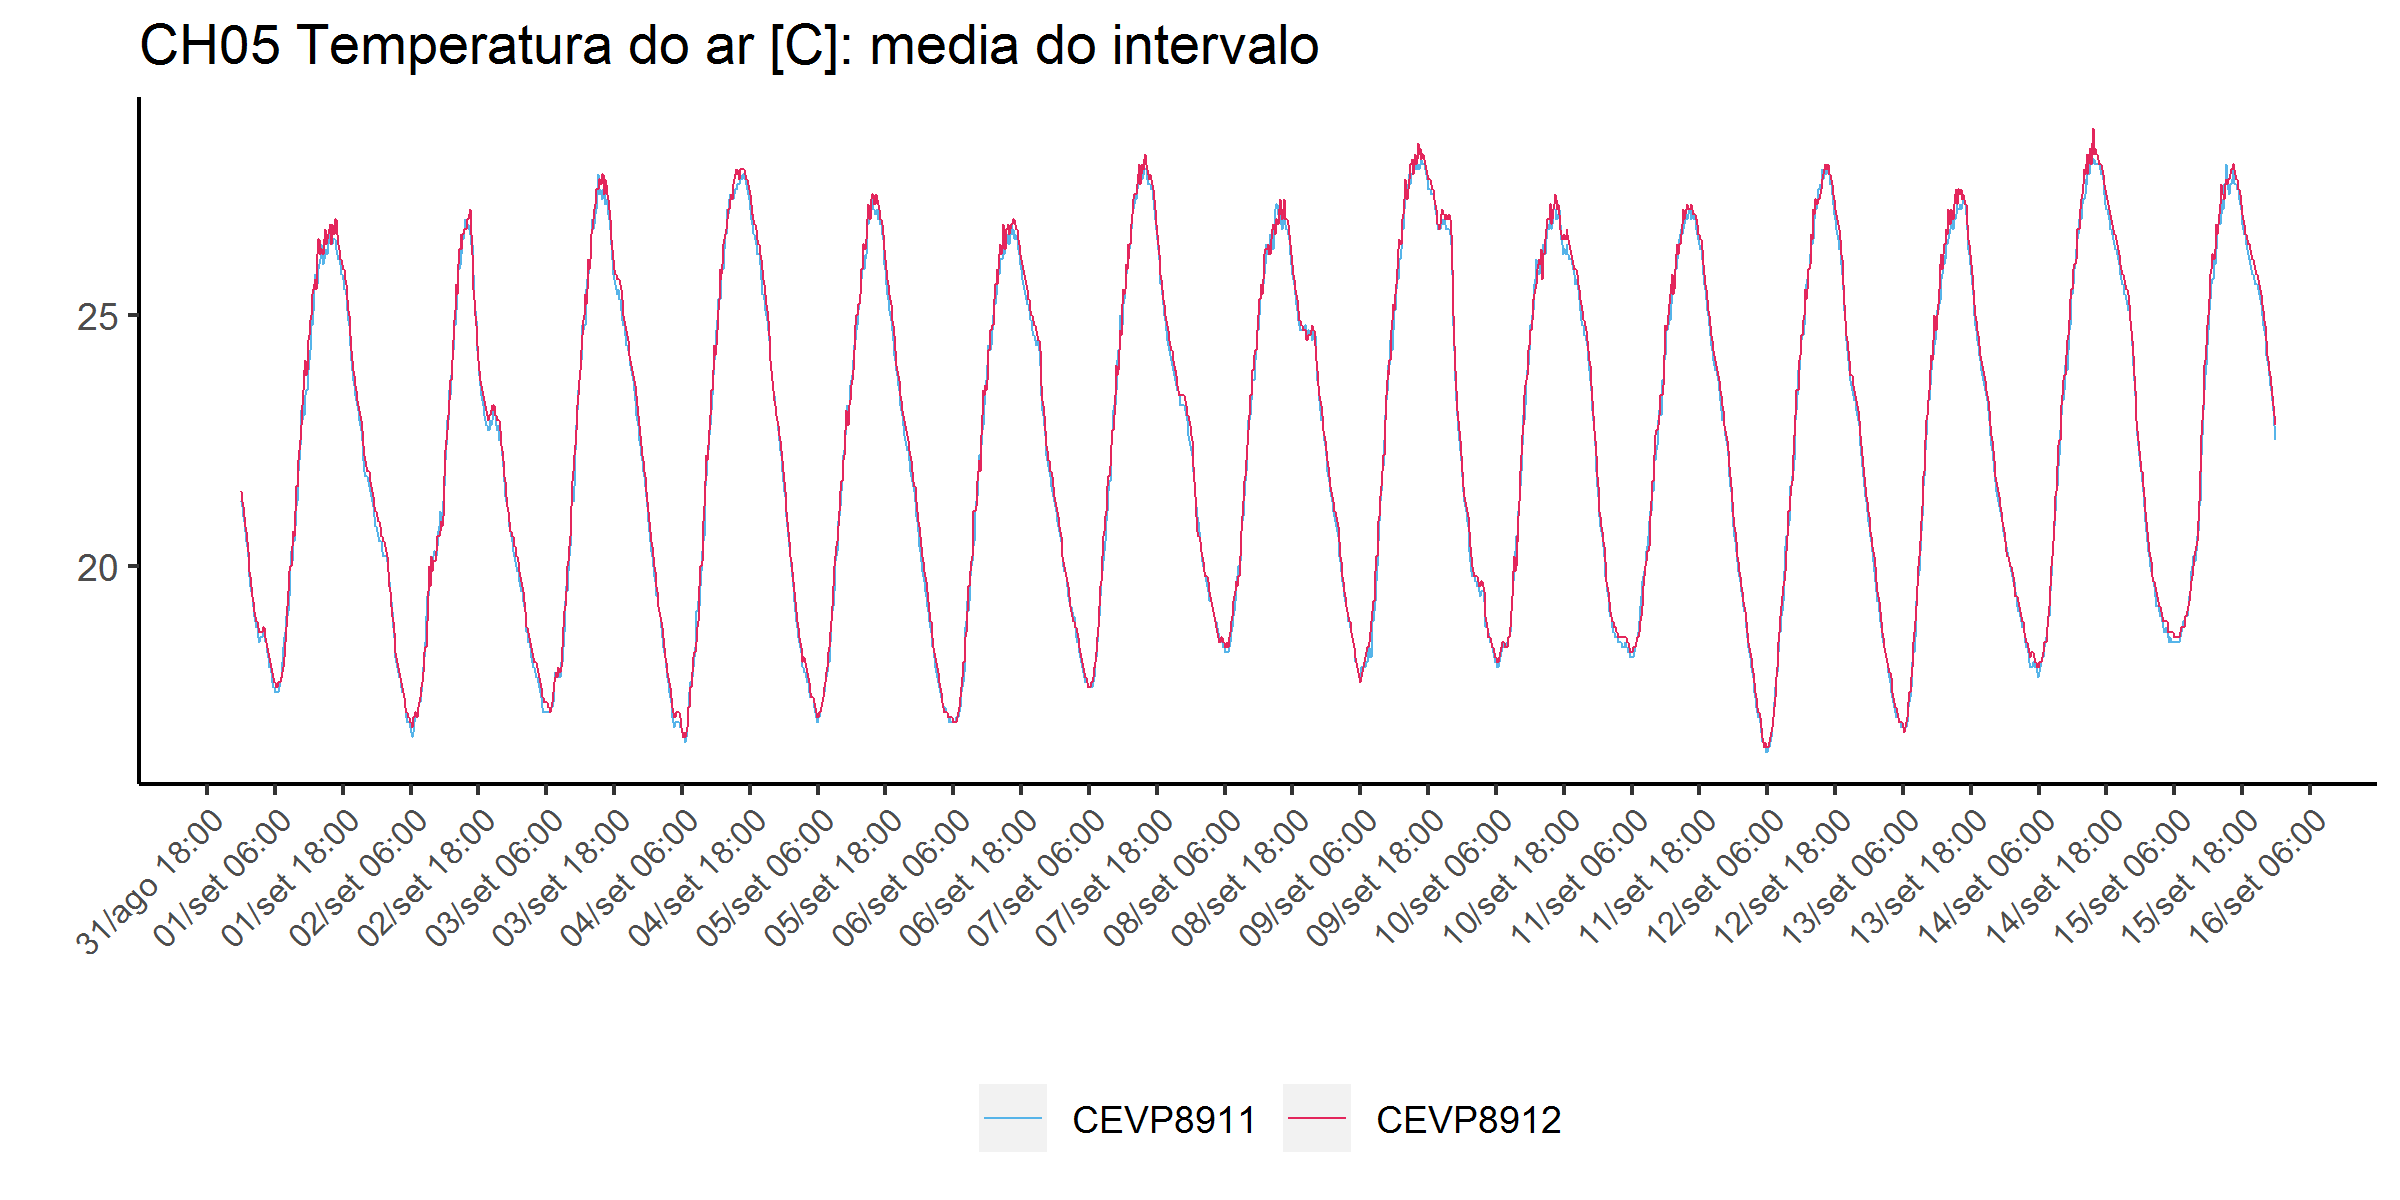 CH05 Temperatura do ar [C]: media do intervalo
25
20
31/ago 18:00
01/set 06:00
01/set 18:00
02/set 06:00
02/set 18:00
03/set 06:00
03/set 18:00
04/set 06:00
04/set 18:00
05/set 06:00
05/set 18:00
06/set 06:00
06/set 18:00
07/set 06:00
07/set 18:00
08/set 06:00
08/set 18:00
09/set 06:00
09/set 18:00
10/set 06:00
10/set 18:00
11/set 06:00
11/set 18:00
12/set 06:00
12/set 18:00
13/set 06:00
13/set 18:00
14/set 06:00
14/set 18:00
15/set 06:00
15/set 18:00
16/set 06:00
CEVP8911 CEVP8912